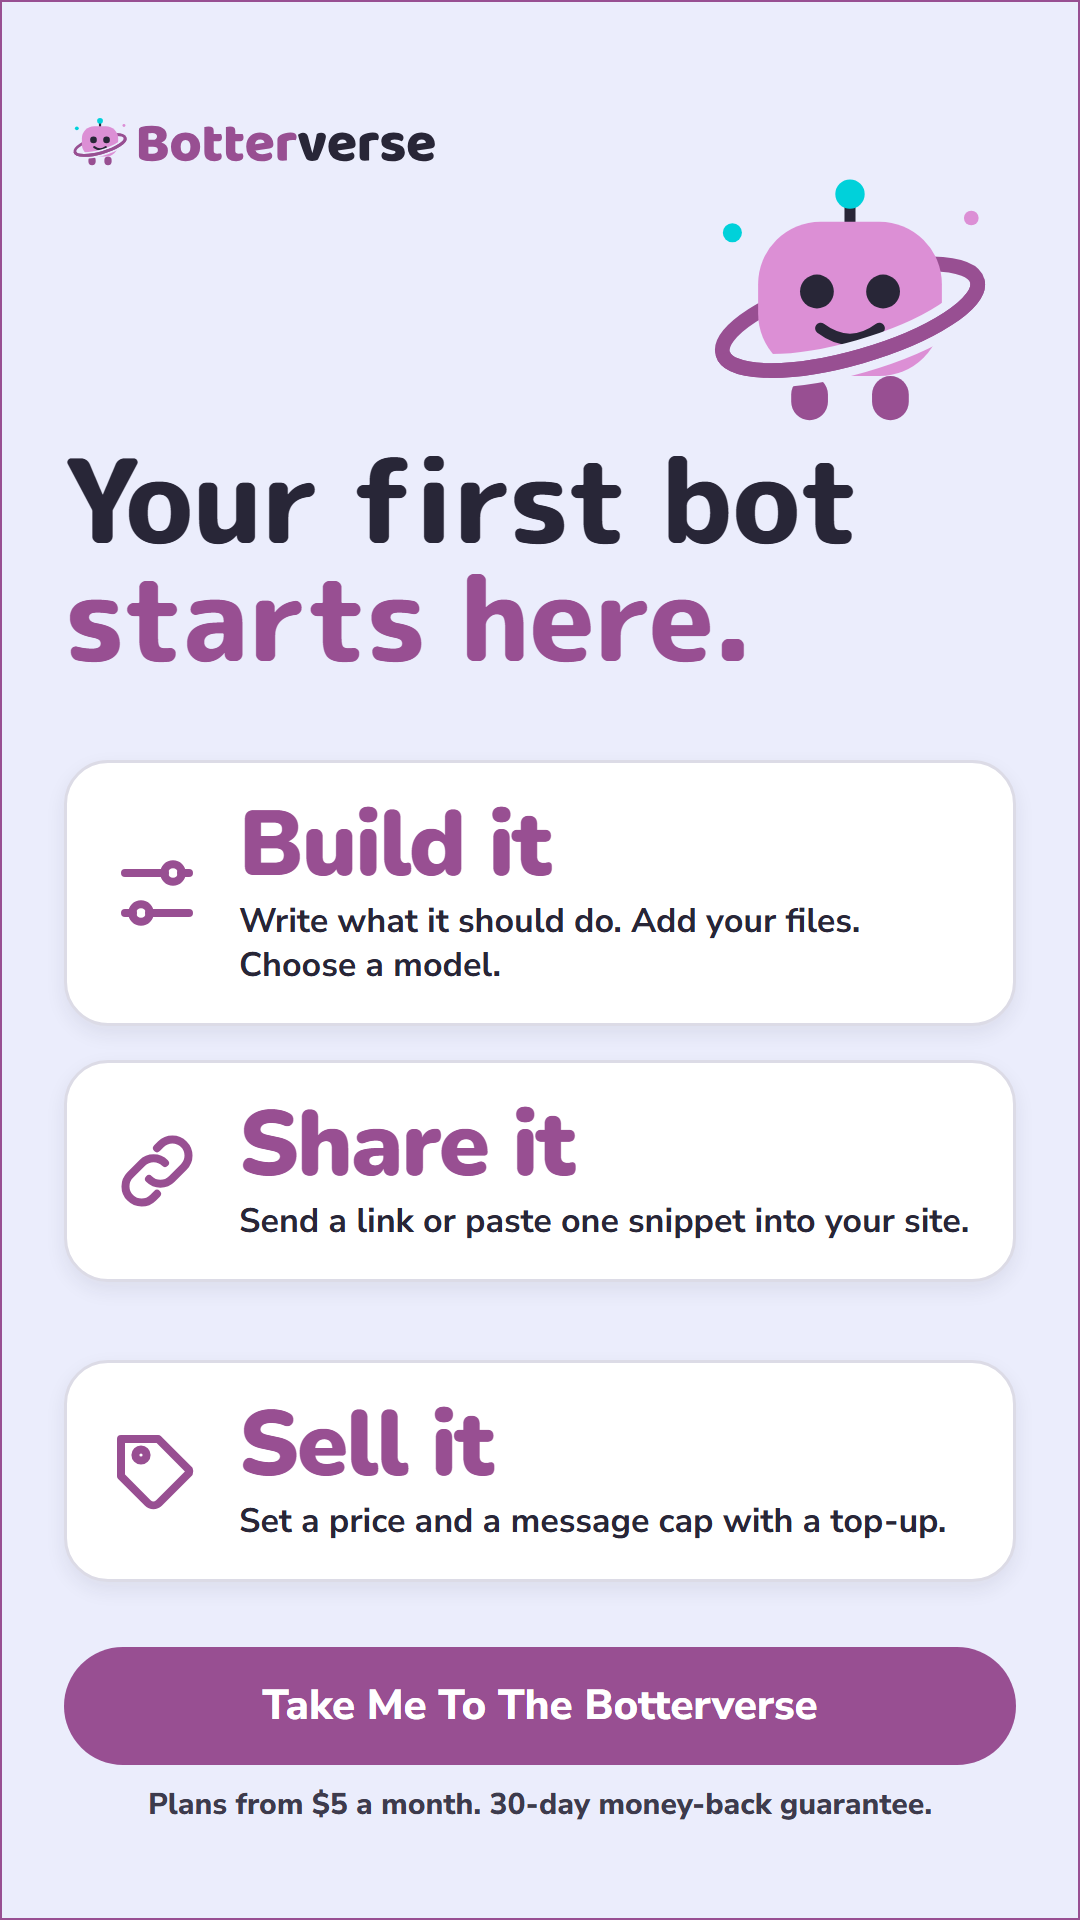 Botterverse
Your first bot
starts here.
Build it
Write what it should do. Add your files.
Choose a model.
Share it
Send a link or paste one snippet into your site.
Sell it
Set a price and a message cap with a top-up.
Take Me To The Botterverse
Plans from $5 a month. 30-day money-back guarantee.